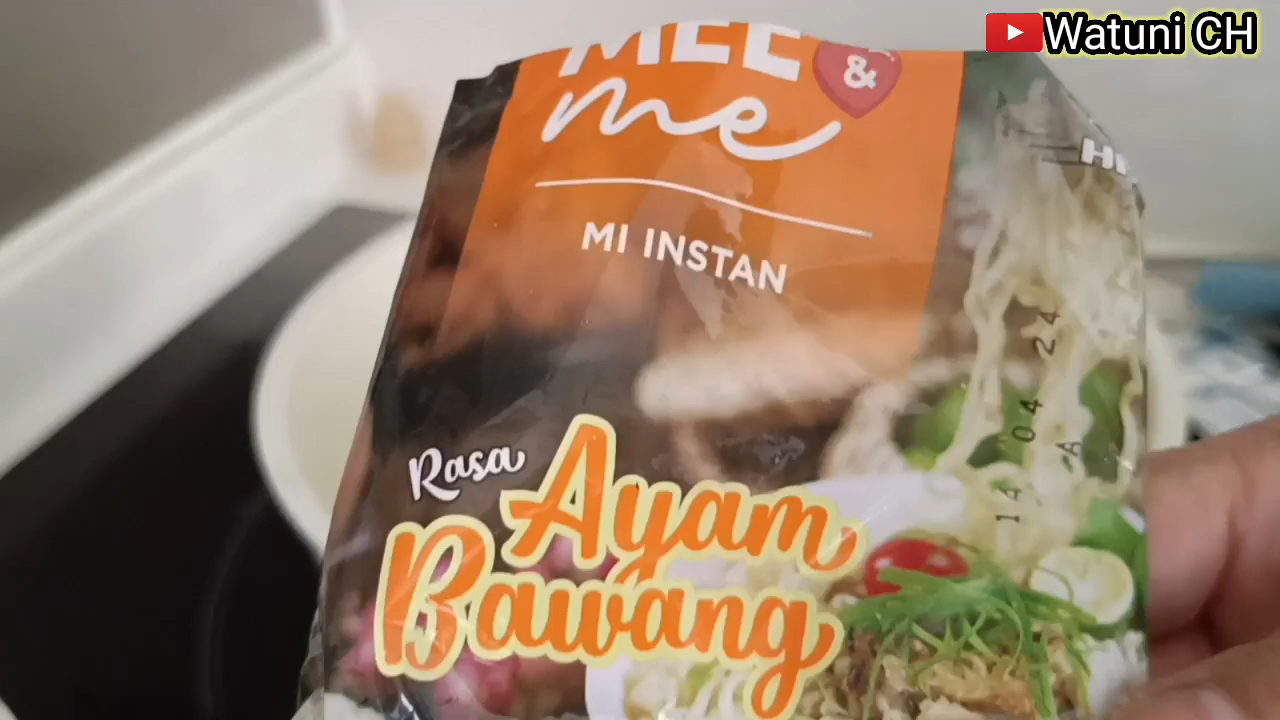 Watuni CH
MEE
&
me
MI INSTAN
Rasa
Ayam
Bawang
14 04 24
A